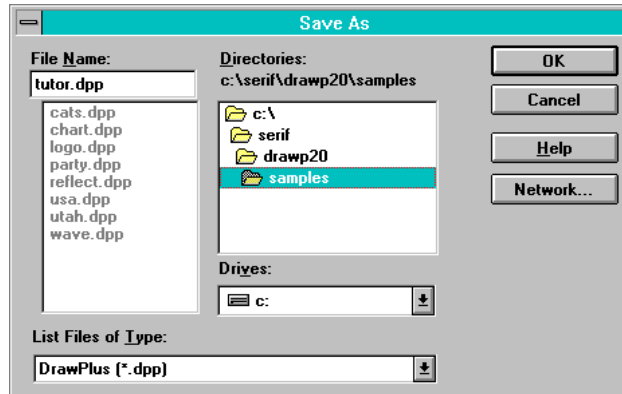 Save As
File Name:
tutor.dpp
cats.dpp
chart.dpp
logo.dpp
party.dpp
reflect.dpp
usa.dpp
utah.dpp
wave.dpp
List Files of Type:
DrawPlus (*.dpp)
Directories:
c:\serif\drawp20\samples
c:\
serif
drawp20
samples
Drives:
c:
OK
Cancel
Help
Network...